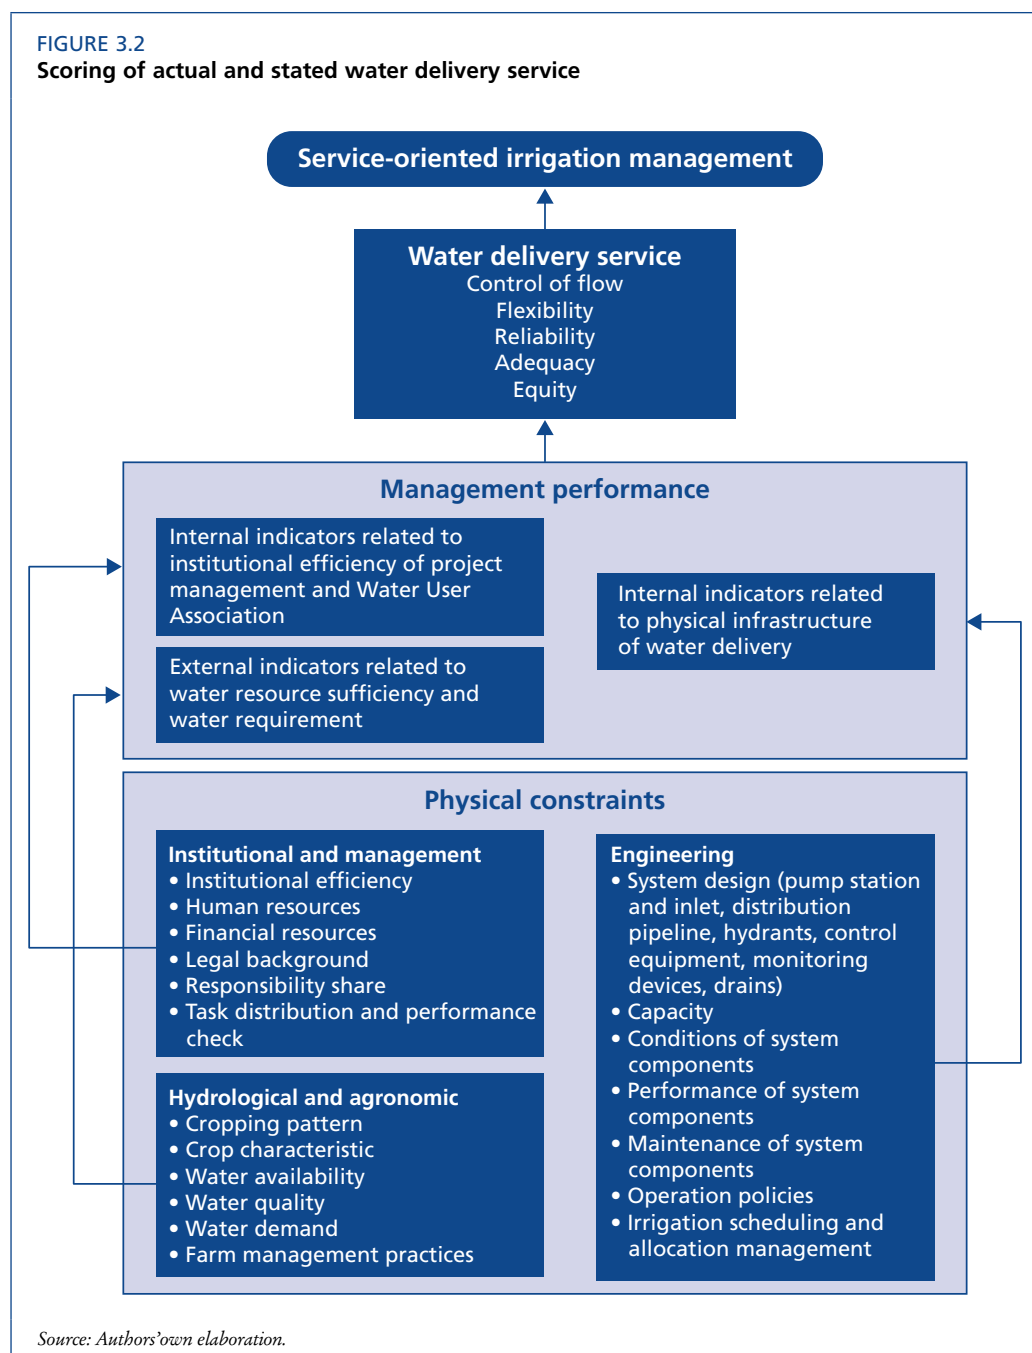 FIGURE 3.2
Scoring of actual and stated water delivery service
Service-oriented irrigation management
Water delivery service
Control of flow
Flexibility
Reliability
Adequacy
Equity
Management performance
Internal indicators related to
institutional efficiency of project
management and Water User
Association
External indicators related to
water resource sufficiency and
water requirement
Internal indicators related
to physical infrastructure
of water delivery
Physical constraints
Institutional and management
• Institutional efficiency
• Human resources
• Financial resources
• Legal background
• Responsibility share
• Task distribution and performance
check
Hydrological and agronomic
• Cropping pattern
• Crop characteristic
• Water availability
• Water quality
• Water demand
• Farm management practices
Engineering
• System design (pump station
and inlet, distribution
pipeline, hydrants, control
equipment, monitoring
devices, drains)
• Capacity
• Conditions of system
components
• Performance of system
components
• Maintenance of system
components
• Operation policies
• Irrigation scheduling and
allocation management
Source: Authors'own elaboration.